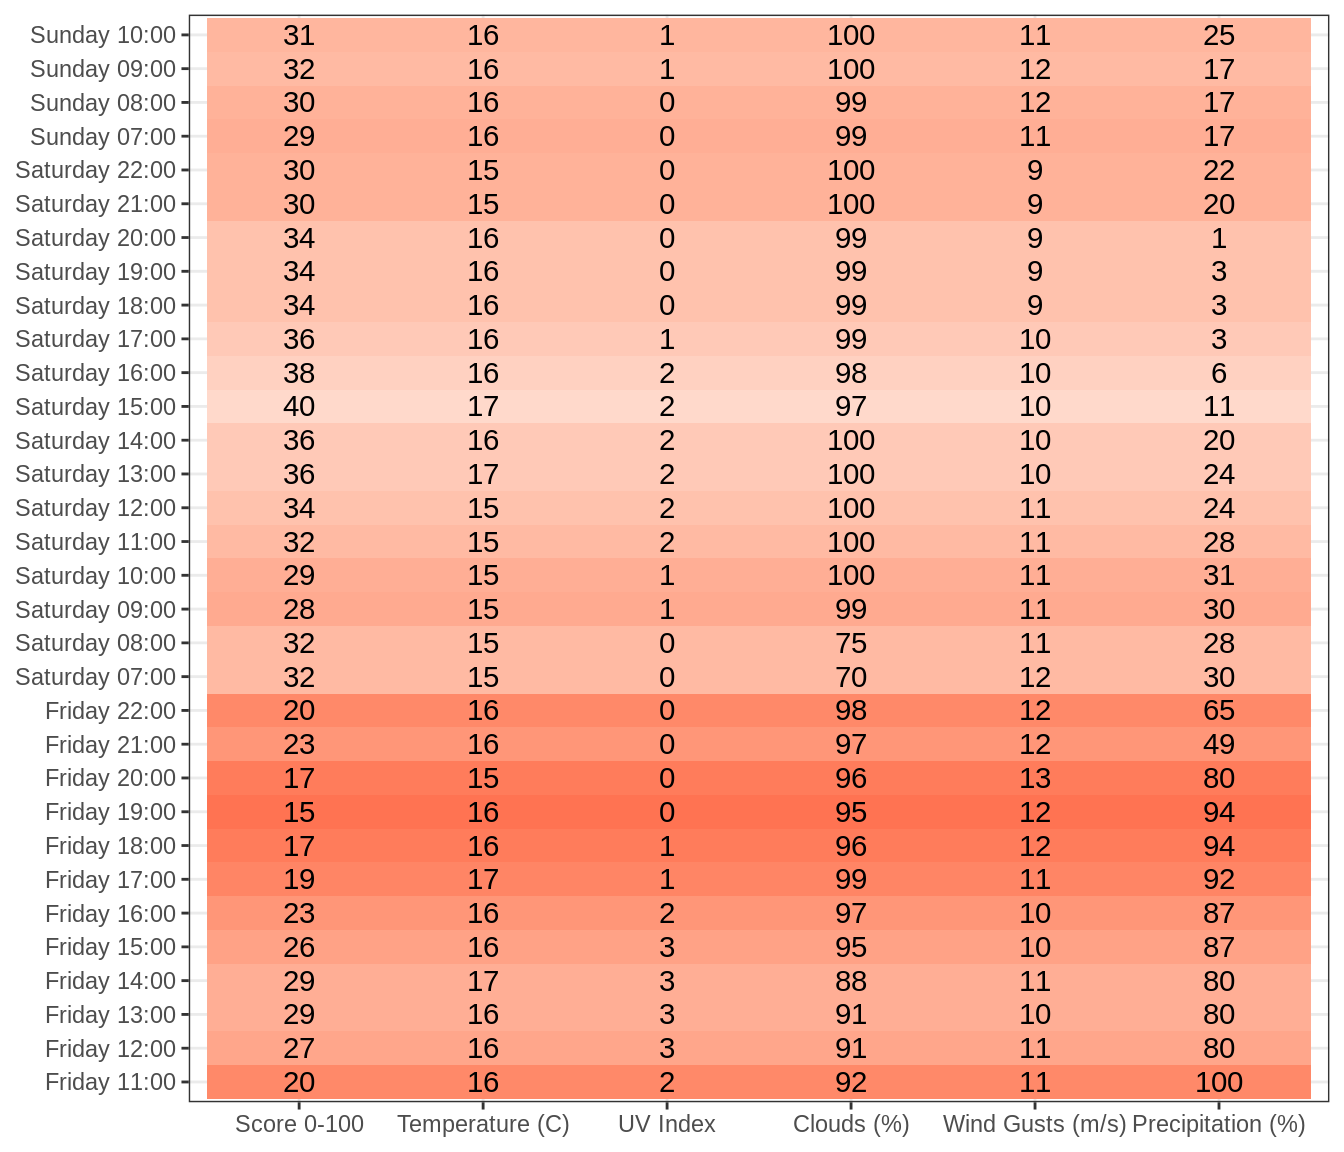 Sunday 10:00 31 16 1 100 11 25
Sunday 09:00 32 16 1 100 12 17
Sunday 08:00 30 16 0 99 12 17
Sunday 07:00 29 16 0 99 11 17
Saturday 22:00 30 15 0 100 9 22
Saturday 21:00 30 15 0 100 9 20
Saturday 20:00 34 16 0 99 9 1
Saturday 19:00 34 16 0 99 9 3
Saturday 18:00 34 16 0 99 9 3
Saturday 17:00 36 16 1 99 10 3
Saturday 16:00 38 16 2 98 10 6
Saturday 15:00 40 17 2 97 10 11
Saturday 14:00 36 16 2 100 10 20
Saturday 13:00 36 17 2 100 10 24
Saturday 12:00 34 15 2 100 11 24
Saturday 11:00 32 15 2 100 11 28
Saturday 10:00 29 15 1 100 11 31
Saturday 09:00 28 15 1 99 11 30
Saturday 08:00 32 15 0 75 11 28
Saturday 07:00 32 15 0 70 12 30
Friday 22:00 20 16 0 98 12 65
Friday 21:00 23 16 0 97 12 49
Friday 20:00 17 15 0 96 13 80
Friday 19:00 15 16 0 95 12 94
Friday 18:00 17 16 1 96 12 94
Friday 17:00 19 17 1 99 11 92
Friday 16:00 23 16 2 97 10 87
Friday 15:00 26 16 3 95 10 87
Friday 14:00 29 17 3 88 11 80
Friday 13:00 29 16 3 91 10 80
Friday 12:00 27 16 3 91 11 80
Friday 11:00 20 16 2 92 11 100
Score 0-100 Temperature (C) UV Index Clouds (%) Wind Gusts (m/s) Precipitation (%)